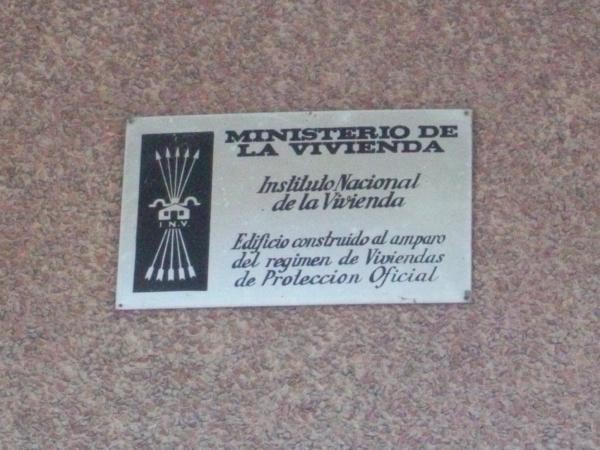 MINISTERIO DE
LA VIVIENDA
Instituto Nacional
de la Vivienda
I N.V.
Edificio construido al amparo
del regimen de Viviendas
de Proteccion Oficial